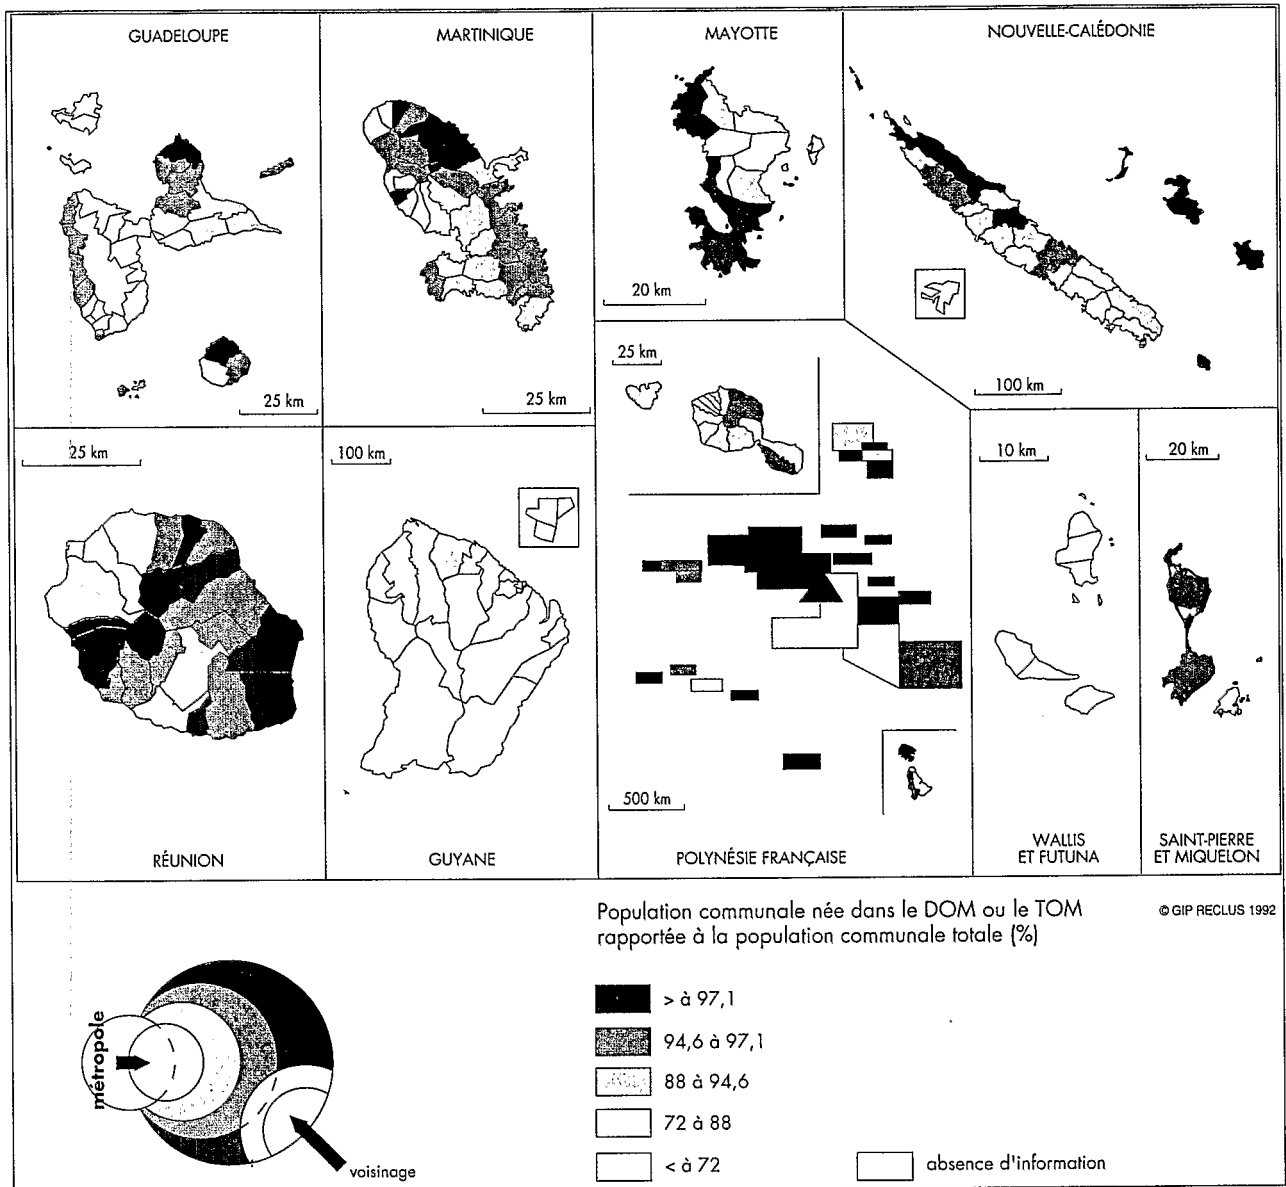 GUADELOUPE
MARTINIQUE
MAYOTTE
NOUVELLE-CALÉDONIE
20 km
25 km
25 km
25 km
100 km
25 km
100 km
10 km
20 km
500 km
RÉUNION
GUYANE
POLYNÉSIE FRANÇAISE
WALLIS
ET FUTUNA
SAINT-PIERRE
ET MIQUELON
Population communale née dans le DOM ou le TOM
rapportée à la population communale totale (%)
© GIP RECLUS 1992
> à 97,1
94,6 à 97,1
88 à 94,6
72 à 88
< à 72
absence d'information
métropole
voisinage